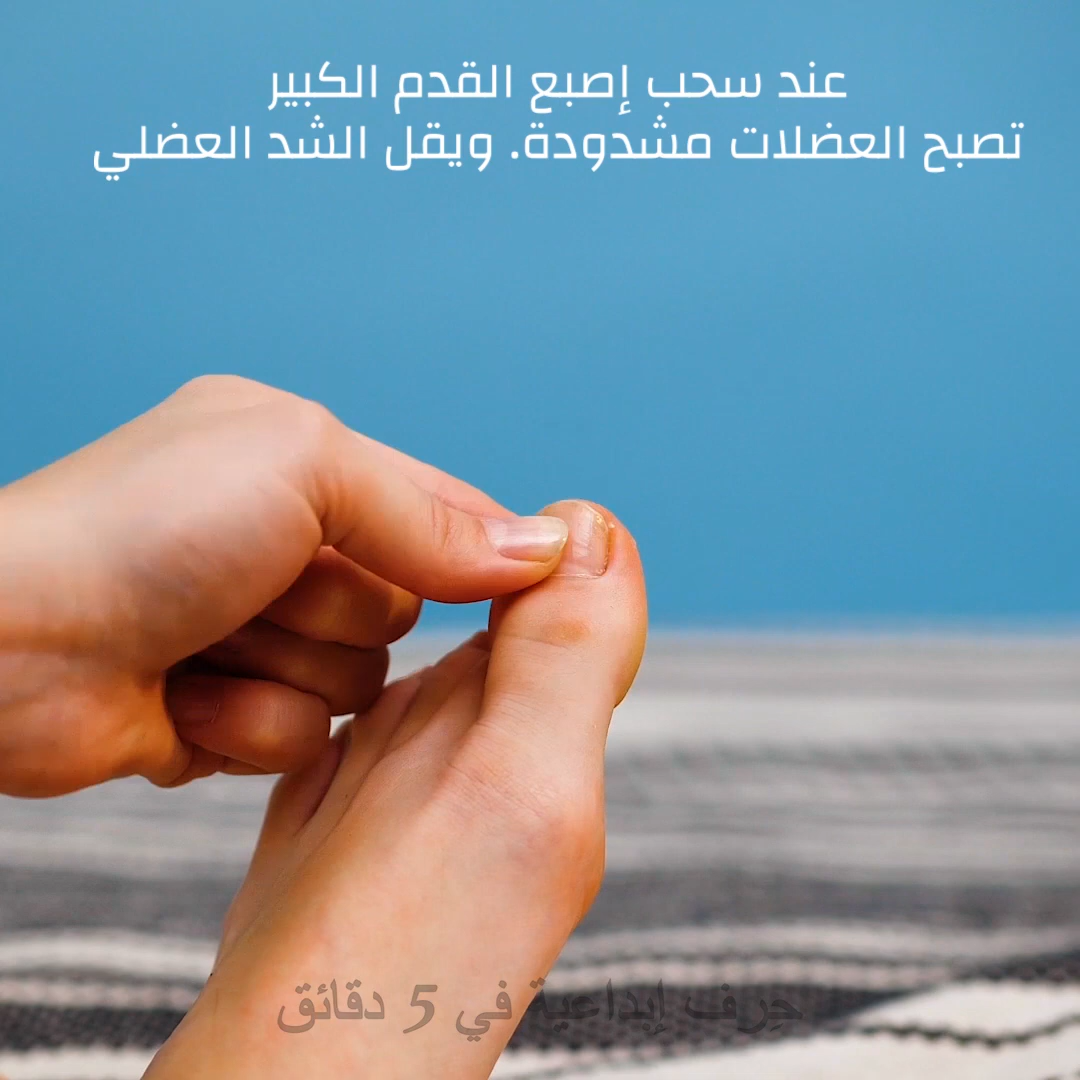 عند سحب إصبع القدم الكبير
تصبح العضلات مشدودة. ويقل الشد العضلي
حِرف إبداعية في 5 دقائق